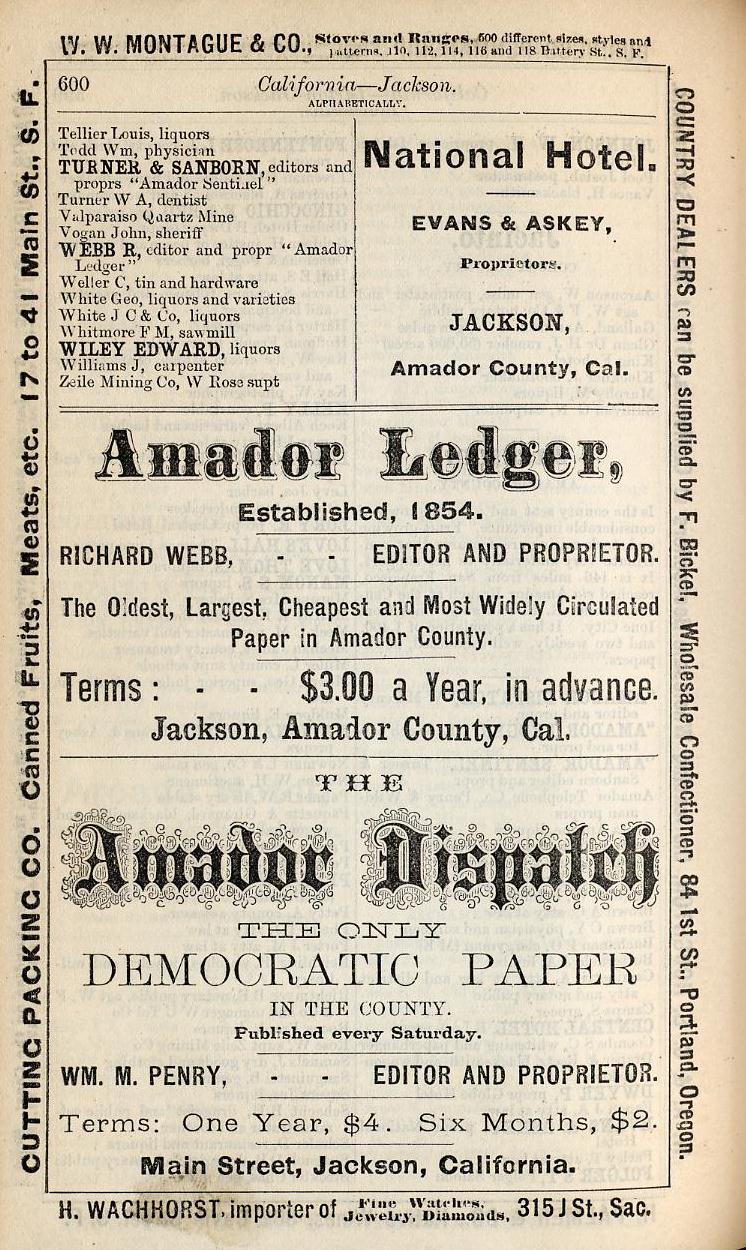 W. W. MONTAGUE & CO., Stoves and Ranges, 500 different sizes, styles and
patterns, 110, 112, 114, 116 and 118 Battery St., S. F.
600 California—Jackson.
ALPHABETICALLY.
Tellier Louis, liquors
Todd Wm, physician
TURNER & SANBORN, editors and
proprs "Amador Sentinel"
Turner W A, dentist
Valparaiso Quartz Mine
Vogan John, sheriff
WEBB R, editor and propr "Amador
Ledger"
Weller C, tin and hardware
White Geo, liquors and varieties
White J C & Co, liquors
Whitmore F M, sawmill
WILEY EDWARD, liquors
Williams J, carpenter
Zeile Mining Co, W Rose supt
National Hotel.
EVANS & ASKEY,
Proprietors.
JACKSON,
Amador County, Cal.
Amador Ledger,
Established, 1854.
RICHARD WEBB, - - EDITOR AND PROPRIETOR.
The Oldest, Largest, Cheapest and Most Widely Circulated
Paper in Amador County.
Terms: - - $3.00 a Year, in advance.
Jackson, Amador County, Cal.
THE
Amador Dispatch
THE ONLY
DEMOCRATIC PAPER
IN THE COUNTY.
Published every Saturday.
WM. M. PENRY, - - EDITOR AND PROPRIETOR.
Terms: One Year, $4. Six Months, $2.
Main Street, Jackson, California.
H. WACHHORST, importer of Fine Watches, Jewelry, Diamonds, 315 J St., Sac.
CUTTING PACKING CO. Canned Fruits, Meats, etc. 17 to 41 Main St., S. F.
COUNTRY DEALERS can be supplied by F. Bickel, Wholesale Confectioner, 84 1st St., Portland, Oregon.